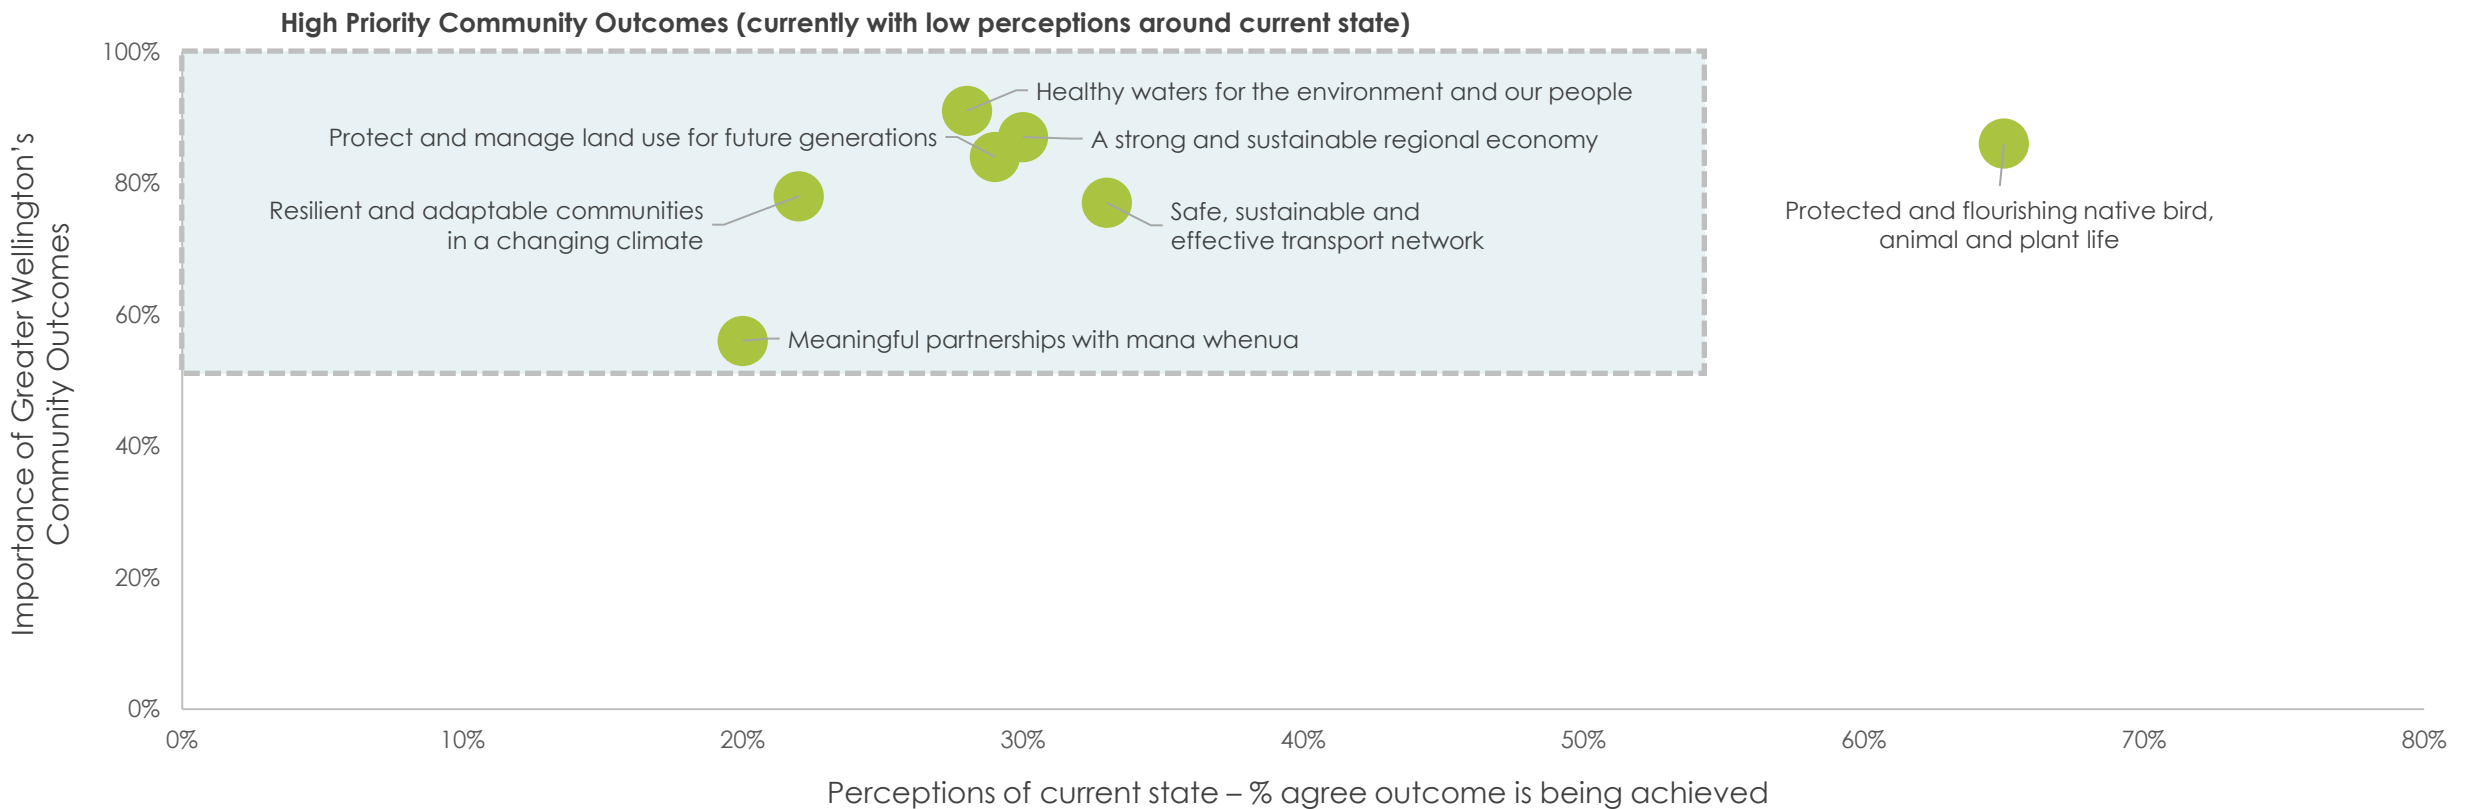 High Priority Community Outcomes (currently with low perceptions around current state)
Importance of Greater Wellington's
Community Outcomes
100%
80%
60%
40%
20%
0%
Healthy waters for the environment and our people
Protect and manage land use for future generations
A strong and sustainable regional economy
Resilient and adaptable communities
in a changing climate
Safe, sustainable and
effective transport network
Protected and flourishing native bird,
animal and plant life
Meaningful partnerships with mana whenua
0%
10%
20%
30%
40%
50%
60%
70%
80%
Perceptions of current state – % agree outcome is being achieved